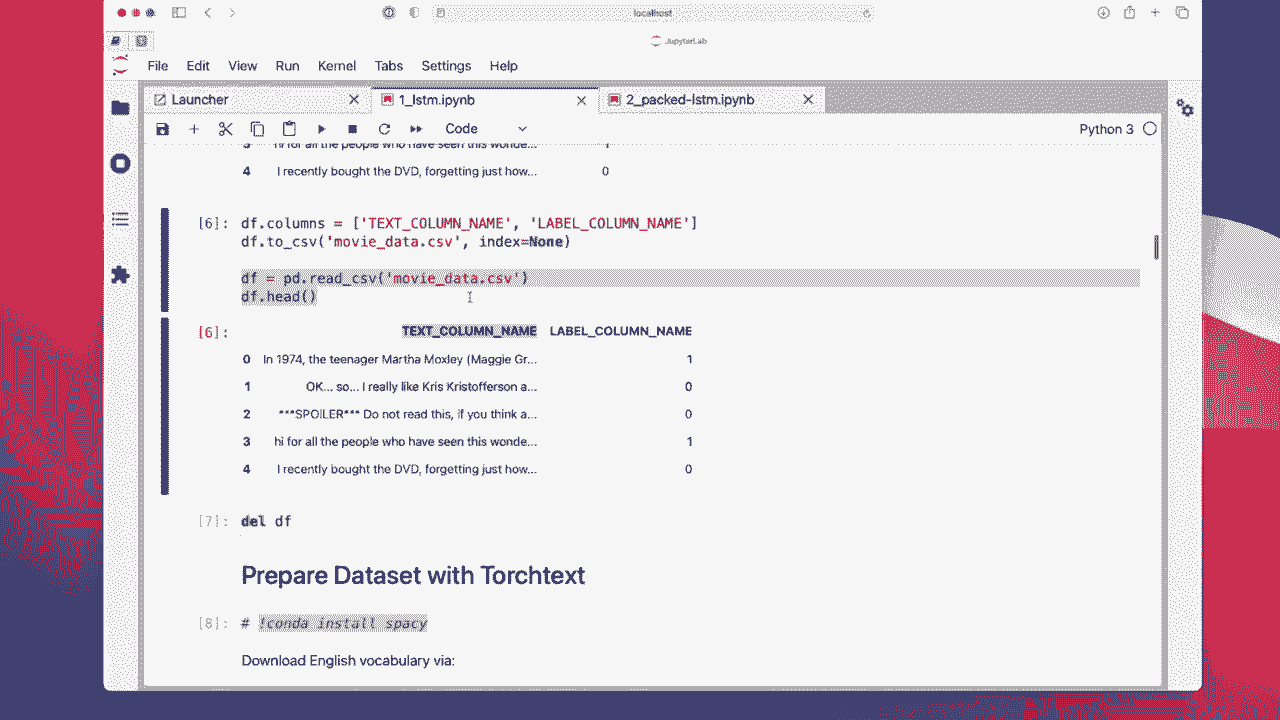 localhost
JupyterLab
File Edit View Run Kernel Tabs Settings Help
Launcher 1_lstm.ipynb 2_packed-lstm.ipynb
Code Python 3
3 hi for all the people who have seen this wonde... 1
4 I recently bought the DVD, forgetting just how... 0
[6]: df.columns = ['TEXT_COLUMN_NAME', 'LABEL_COLUMN_NAME']
df.to_csv('movie_data.csv', index=None)
df = pd.read_csv('movie_data.csv')
df.head()
[6]: TEXT_COLUMN_NAME LABEL_COLUMN_NAME
0 In 1974, the teenager Martha Moxley (Maggie Gr... 1
1 OK... so... I really like Kris Kristofferson a... 0
2 ***SPOILER*** Do not read this, if you think a... 0
3 hi for all the people who have seen this wonde... 1
4 I recently bought the DVD, forgetting just how... 0
[7]: del df
Prepare Dataset with Torchtext
[8]: # !conda install spacy
Download English vocabulary via: